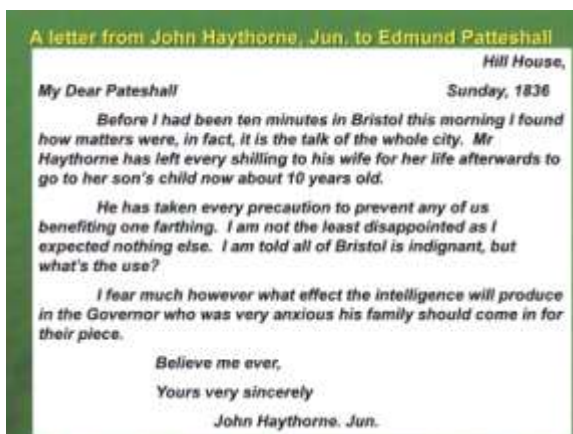 A letter from John Haythorne, Jun. to Edmund Patteshall
Hill House,
My Dear Pateshall Sunday, 1836
Before I had been ten minutes in Bristol this morning I found
how matters were, in fact, it is the talk of the whole city. Mr
Haythorne has left every shilling to his wife for her life afterwards to
go to her son's child now about 10 years old.
He has taken every precaution to prevent any of us
benefiting one farthing. I am not the least disappointed as I
expected nothing else. I am told all of Bristol is indignant, but
what's the use?
I fear much however what effect the intelligence will produce
in the Governor who was very anxious his family should come in for
their piece.
Believe me ever,
Yours very sincerely
John Haythorne. Jun.